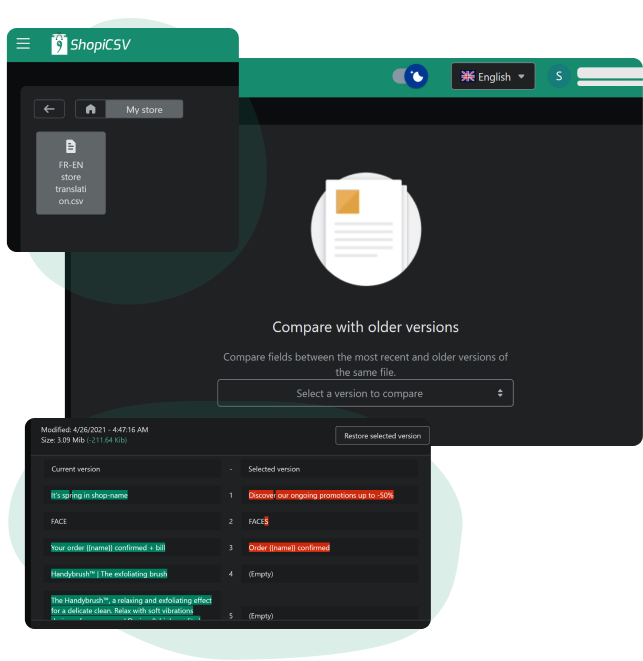 ShopiCSV
English
S
My store
FR-EN
store
translati
on.csv
Compare with older versions
Compare fields between the most recent and older versions of
the same file.
Select a version to compare
Modified: 4/26/2021 - 4:47:16 AM
Size: 3.09 Mib (-211.64 Kib)
Restore selected version
Current version - Selected version
It's spring in shop-name 1 Discover our ongoing promotions up to -50%
FACE 2 FACES
Your order {{name}} confirmed + bill 3 Order {{name}} confirmed
Handybrush™ | The exfoliating brush 4 (Empty)
The Handybrush™, a relaxing and exfoliating effect
for a delicate clean. Relax with soft vibrations
5 (Empty)